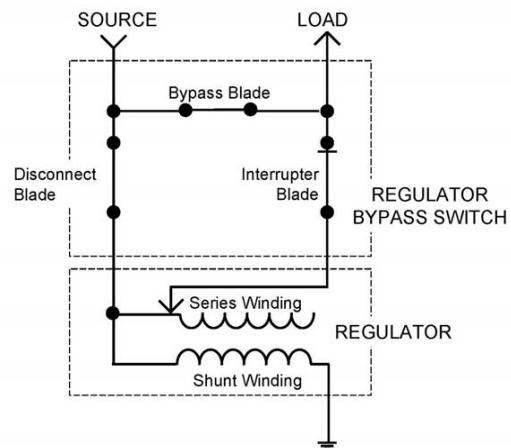 SOURCE
LOAD
Bypass Blade
Disconnect
Blade
Interrupter
Blade
REGULATOR
BYPASS SWITCH
Series Winding
REGULATOR
Shunt Winding